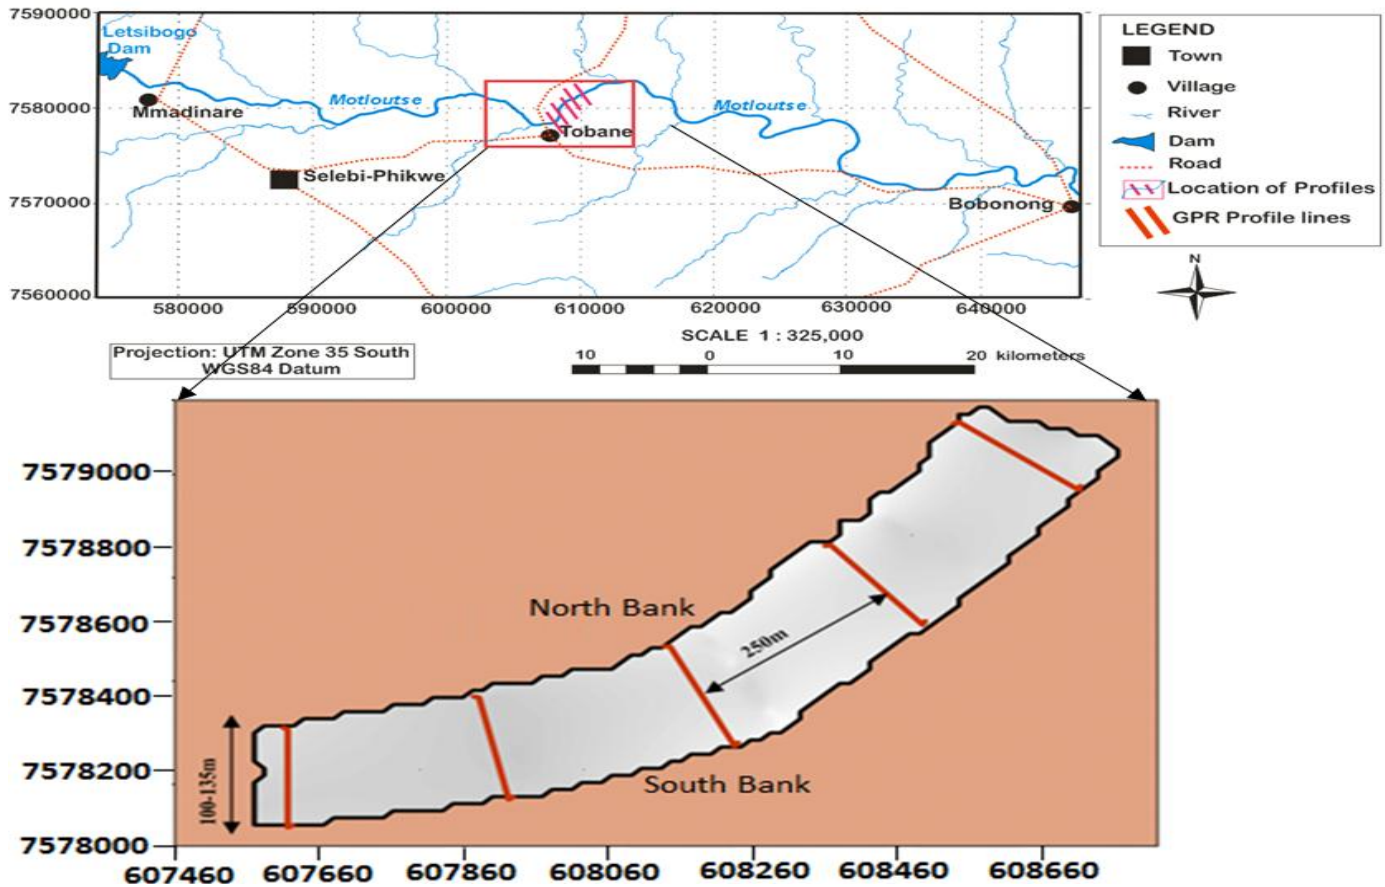 7590000
7580000
7570000
7560000
Letsibogo
Dam
Mmadinare
Motloutse
Motloutse
Tobane
Selebi-Phikwe
Bobonong
580000
590000
600000
610000
620000
630000
640000
LEGEND
Town
Village
River
Dam
Road
Location of Profiles
GPR Profile lines
N
SCALE 1 : 325,000
Projection: UTM Zone 35 South
WGS84 Datum
10 0 10 20 kilometers
7579000
7578800
7578600
7578400
7578200
7578000
North Bank
250m
South Bank
100-135m
607460 607660 607860 608060 608260 608460 608660